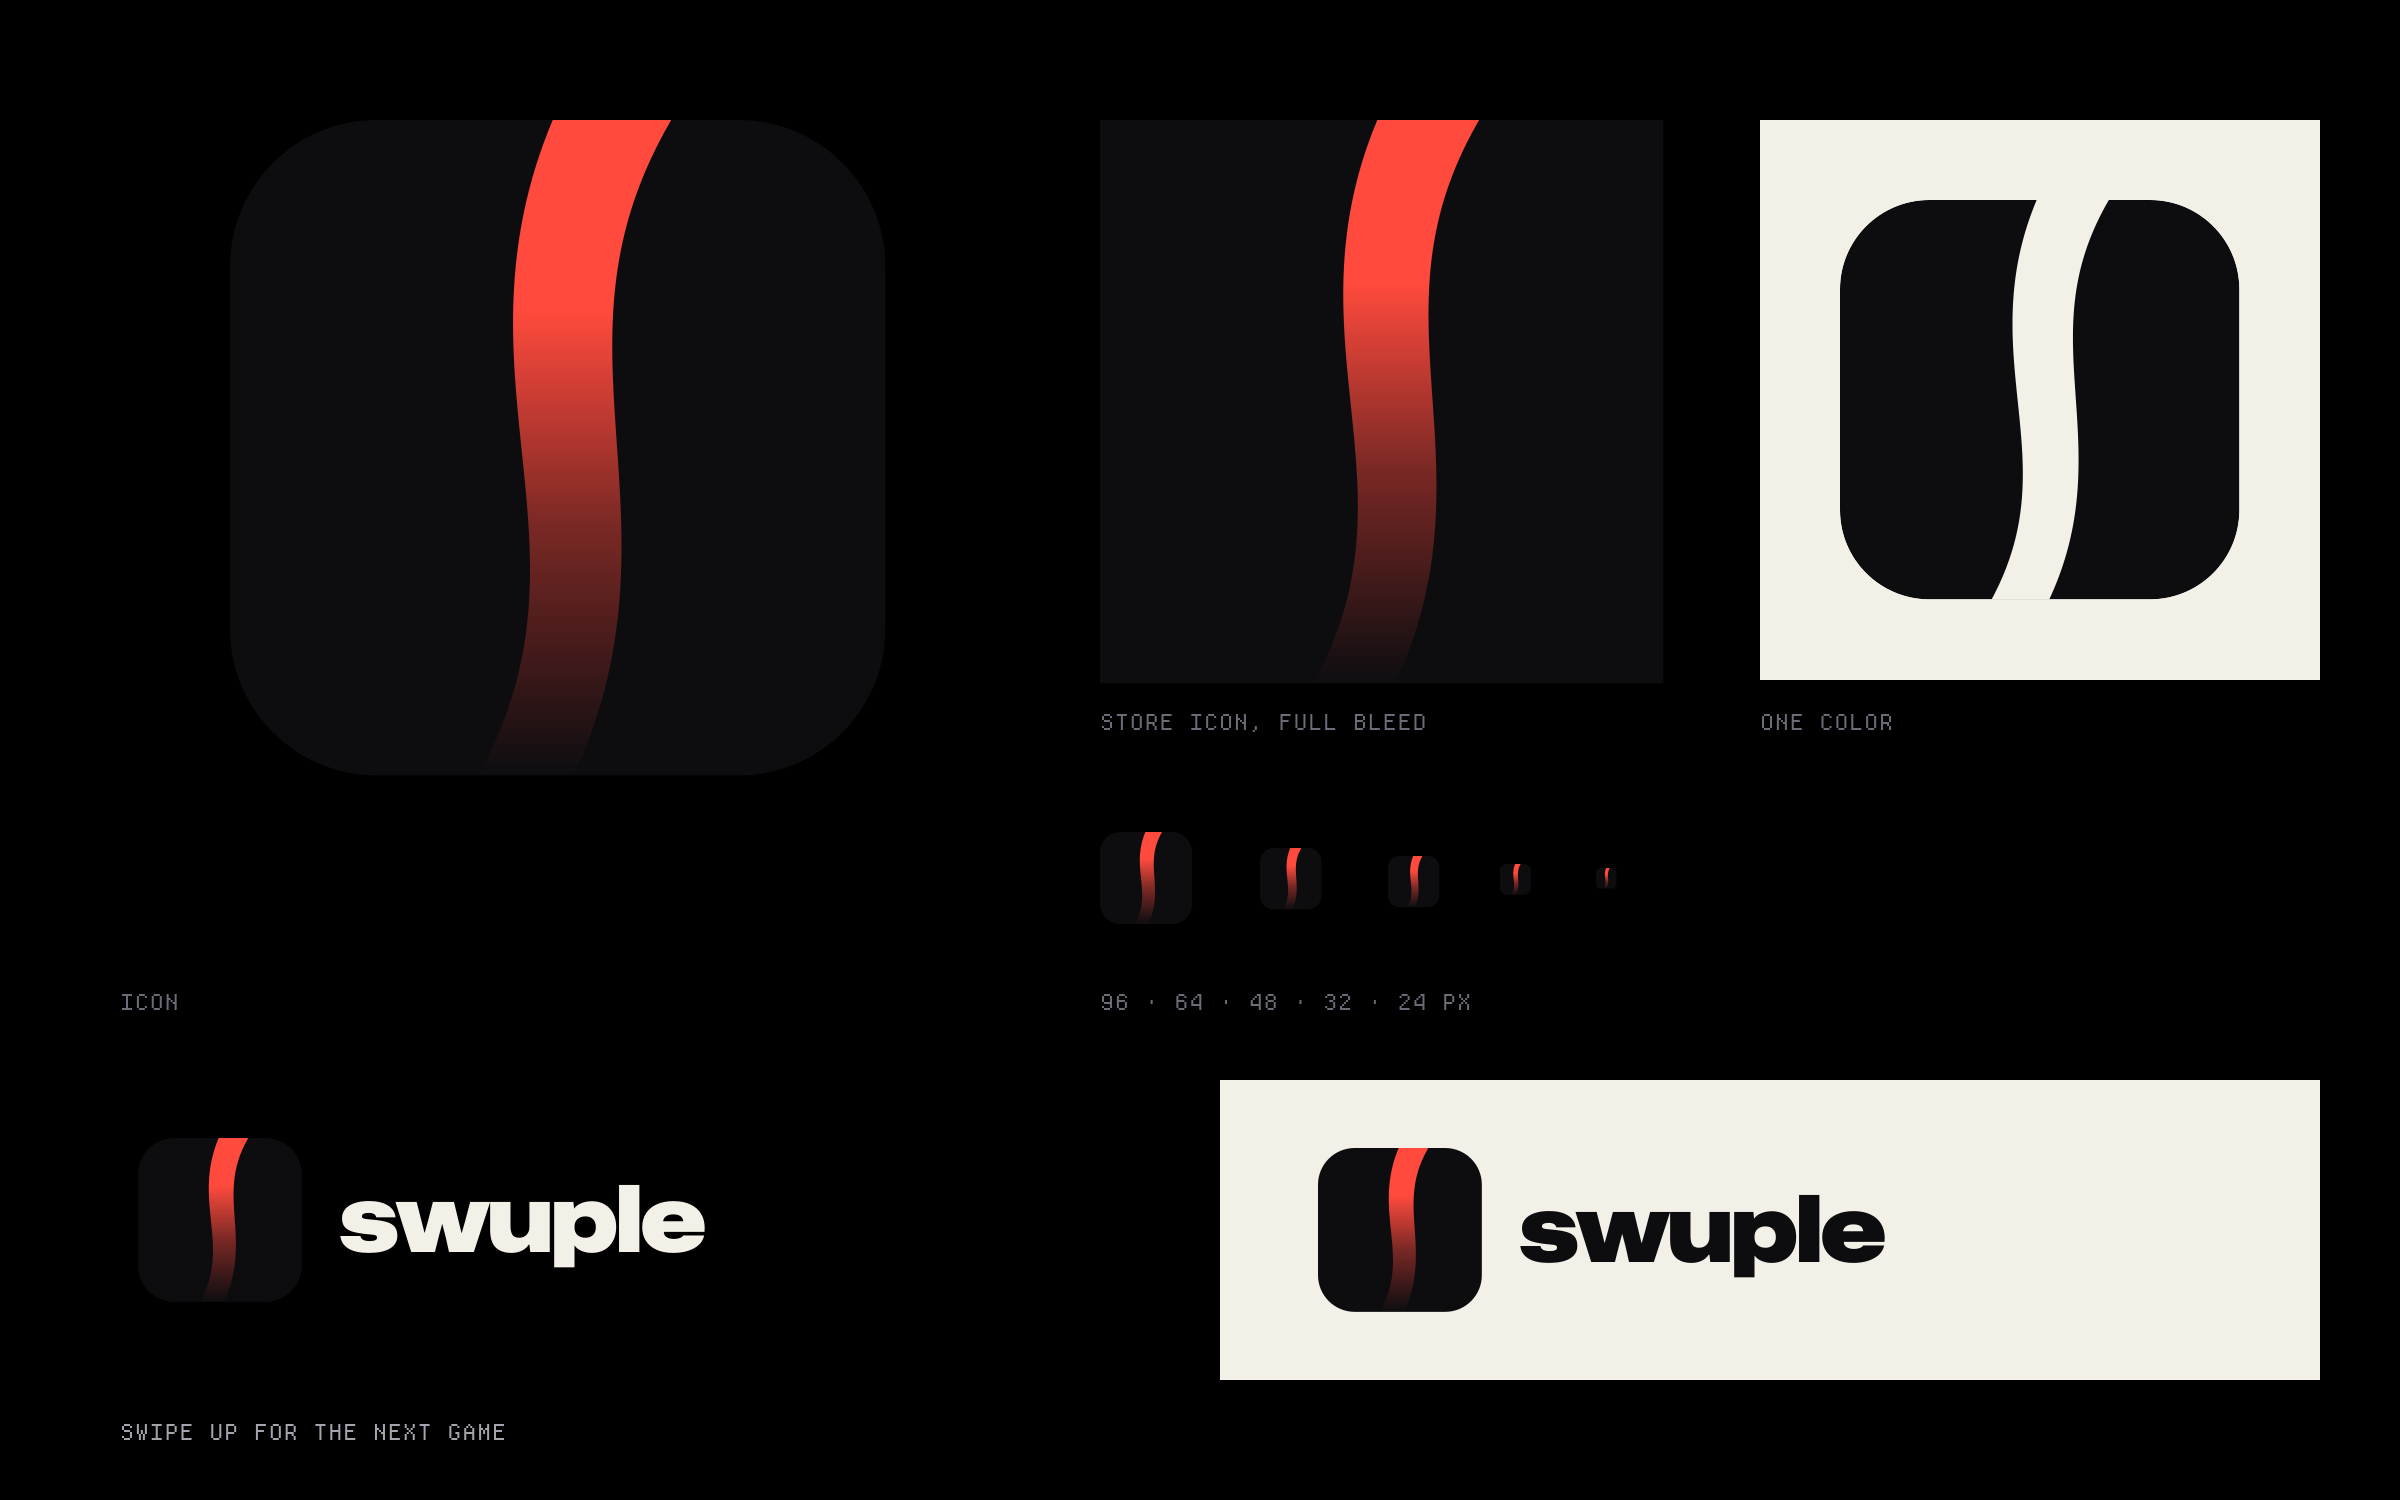 STORE ICON, FULL BLEED
ONE COLOR
ICON
96 · 64 · 48 · 32 · 24 PX
swuple
swuple
SWIPE UP FOR THE NEXT GAME